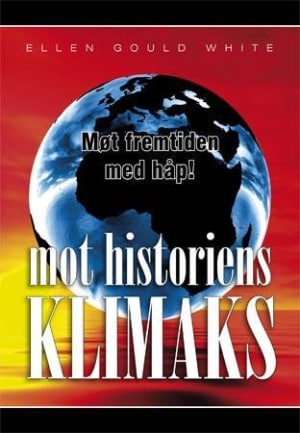 ELLEN GOULD WHITE
Møt fremtiden
med håp!
mot historiens
KLIMAKS